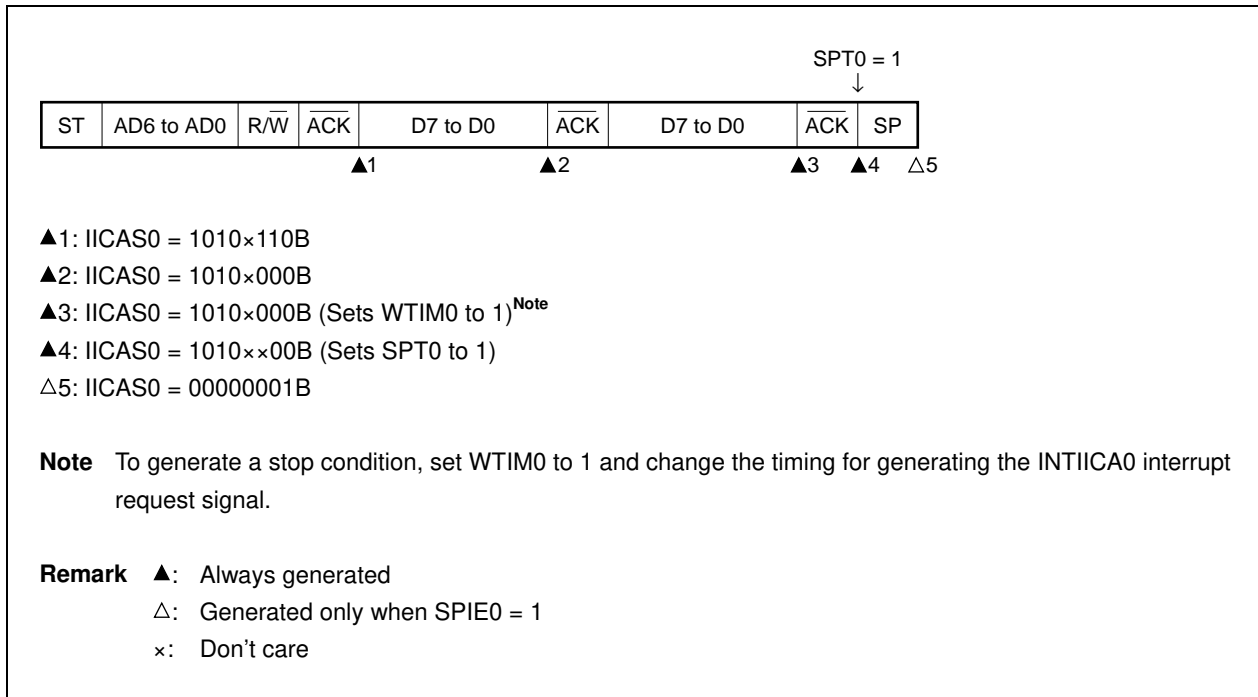 SPT0 = 1
↓
ST AD6 to AD0 R/W̅ A̅C̅K̅ D7 to D0 A̅C̅K̅ D7 to D0 A̅C̅K̅ SP
▲1 ▲2 ▲3 ▲4 △5
▲1: IICAS0 = 1010×110B
▲2: IICAS0 = 1010×000B
▲3: IICAS0 = 1010×000B (Sets WTIM0 to 1)Note
▲4: IICAS0 = 1010××00B (Sets SPT0 to 1)
△5: IICAS0 = 00000001B
Note To generate a stop condition, set WTIM0 to 1 and change the timing for generating the INTIICA0 interrupt
request signal.
Remark ▲: Always generated
△: Generated only when SPIE0 = 1
×: Don't care